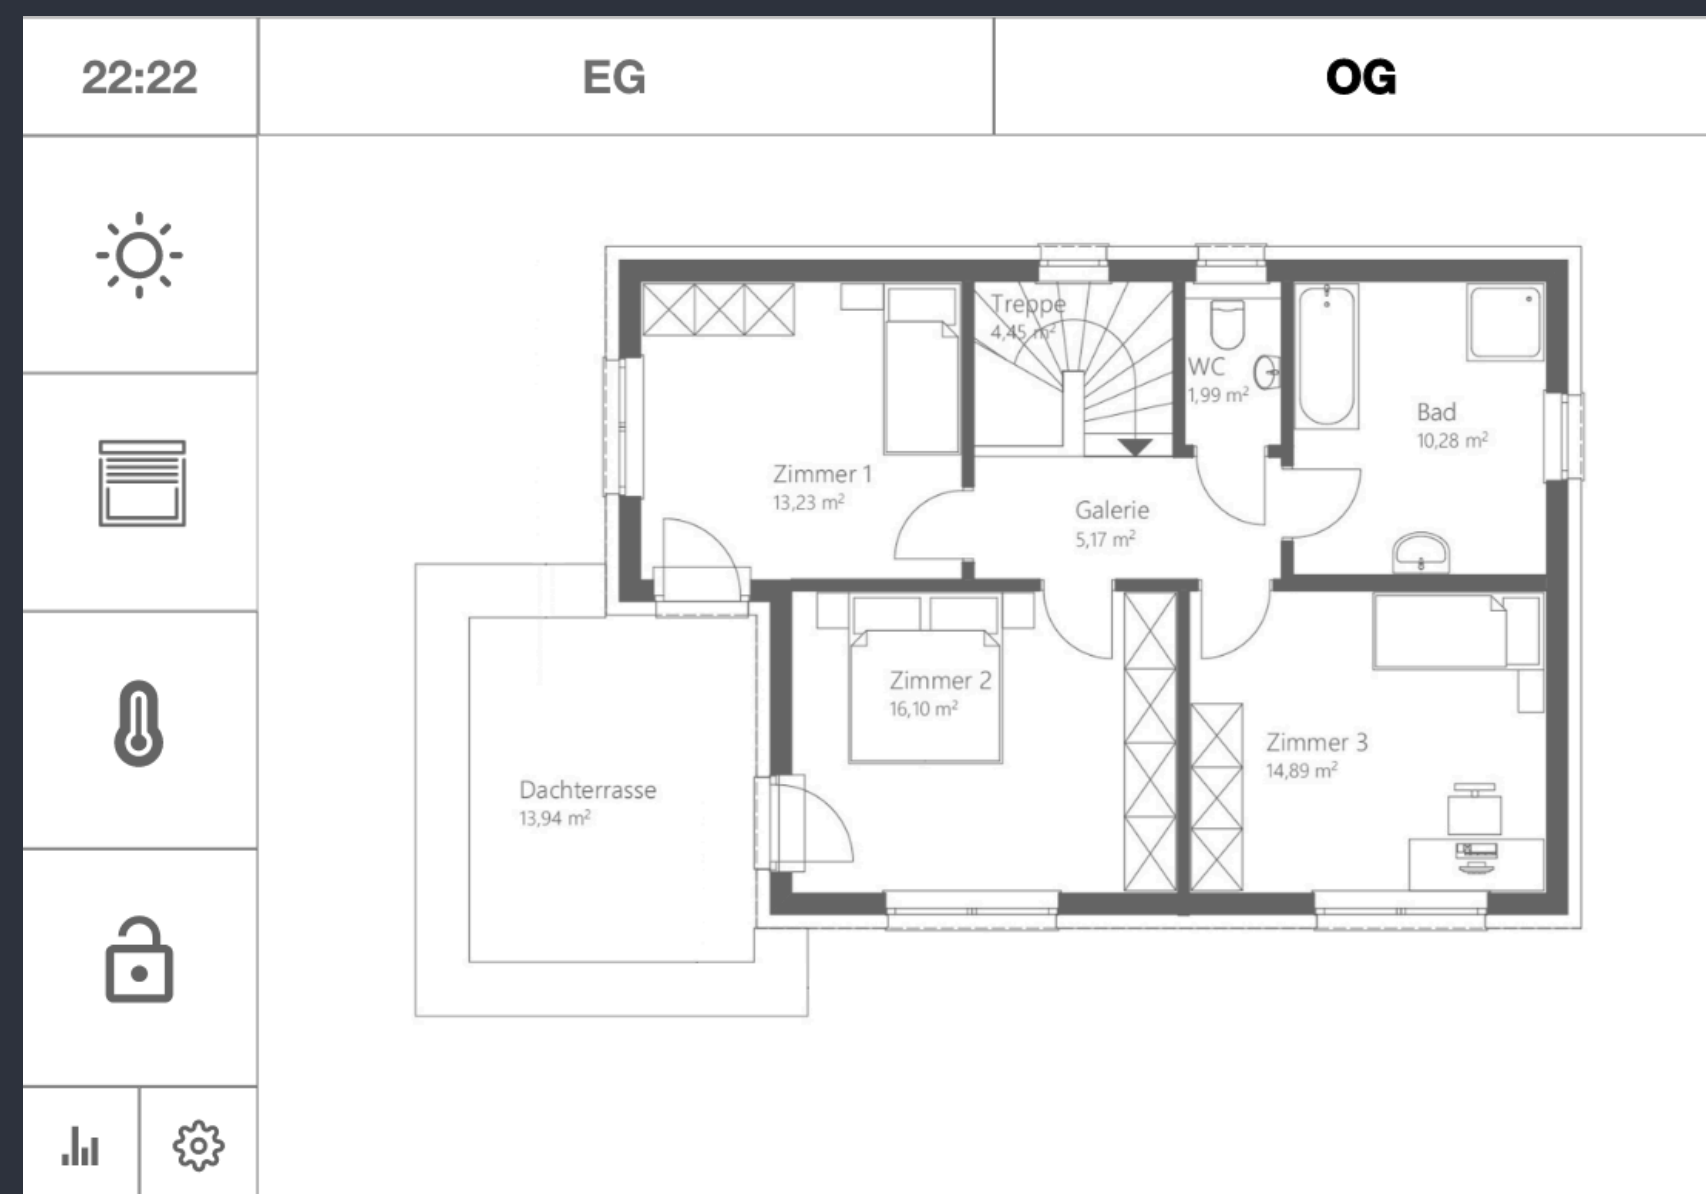 22:22
EG
OG
Treppe
4,45 m²
WC
1,99 m²
Bad
10,28 m²
Zimmer 1
13,23 m²
Galerie
5,17 m²
Zimmer 2
16,10 m²
Zimmer 3
14,89 m²
Dachterrasse
13,94 m²